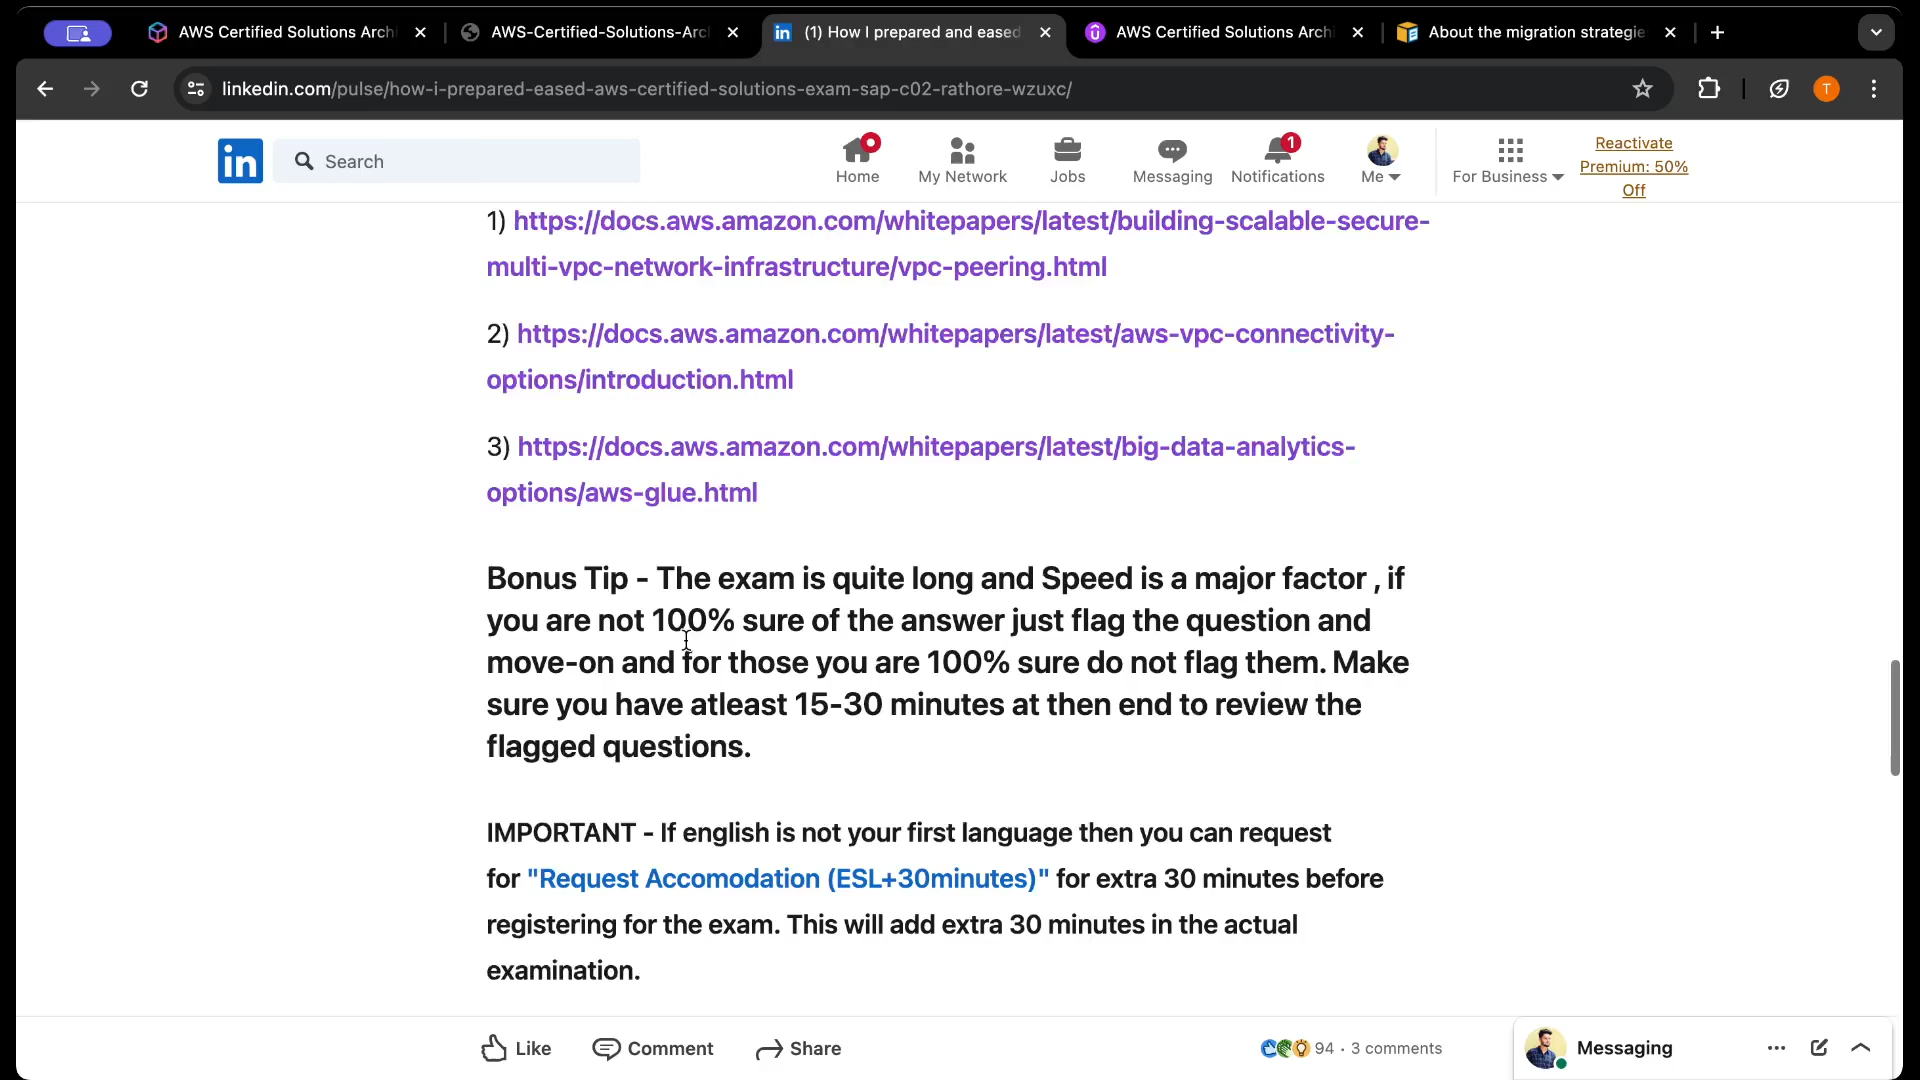 AWS Certified Solutions Archi
AWS-Certified-Solutions-Arc
(1) How I prepared and eased
AWS Certified Solutions Archi
About the migration strategie
linkedin.com/pulse/how-i-prepared-eased-aws-certified-solutions-exam-sap-c02-rathore-wzuxc/
T
in
Search
Home
My Network
Jobs
Messaging
1
Notifications
Me
For Business
Reactivate
Premium: 50%
Off
1) https://docs.aws.amazon.com/whitepapers/latest/building-scalable-secure-
multi-vpc-network-infrastructure/vpc-peering.html
2) https://docs.aws.amazon.com/whitepapers/latest/aws-vpc-connectivity-
options/introduction.html
3) https://docs.aws.amazon.com/whitepapers/latest/big-data-analytics-
options/aws-glue.html
Bonus Tip - The exam is quite long and Speed is a major factor , if
you are not 100% sure of the answer just flag the question and
move-on and for those you are 100% sure do not flag them. Make
sure you have atleast 15-30 minutes at then end to review the
flagged questions.
IMPORTANT - If english is not your first language then you can request
for "Request Accomodation (ESL+30minutes)" for extra 30 minutes before
registering for the exam. This will add extra 30 minutes in the actual
examination.
Like
Comment
Share
94 · 3 comments
Messaging